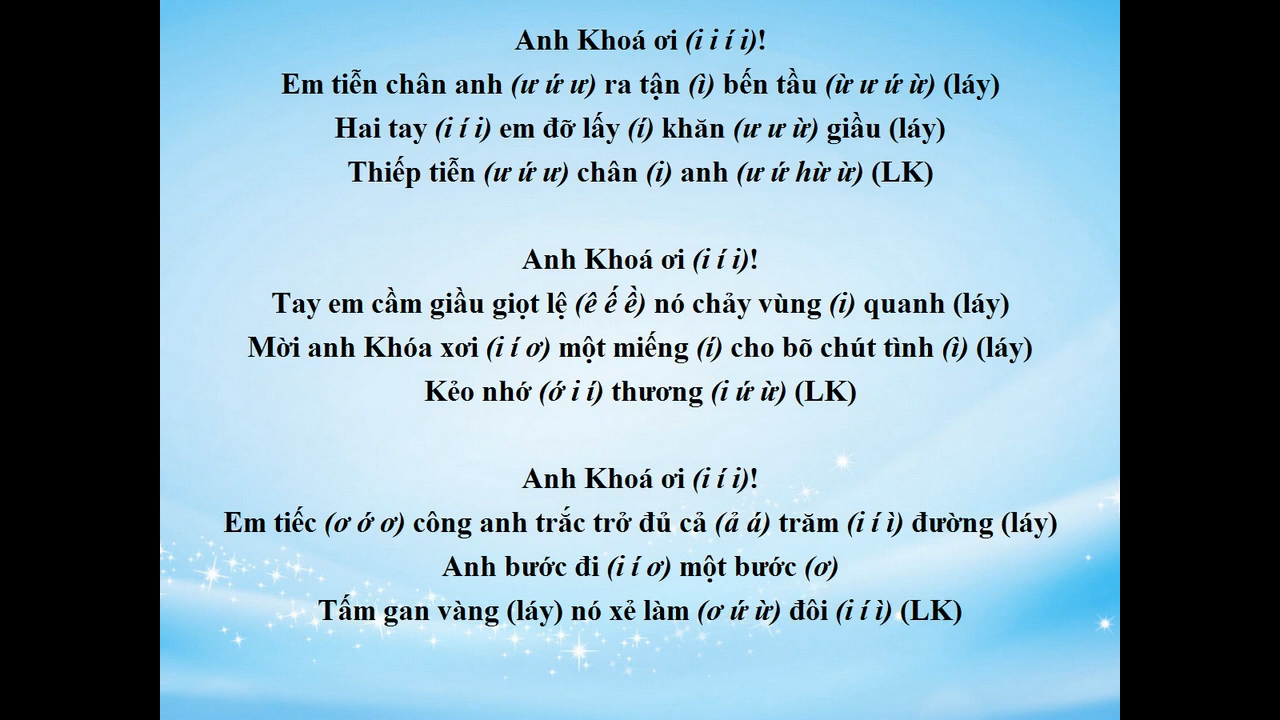 Anh Khoá ơi (i i í i)!
Em tiễn chân anh (ư ứ ư) ra tận (ì) bến tầu (ừ ư ứ ừ) (láy)
Hai tay (i í i) em đỡ lấy (í) khăn (ư ư ừ) giầu (láy)
Thiếp tiễn (ư ứ ư) chân (i) anh (ư ứ hừ ừ) (LK)
Anh Khoá ơi (i í i)!
Tay em cầm giầu giọt lệ (ê ế ề) nó chảy vùng (i) quanh (láy)
Mời anh Khóa xơi (i í ơ) một miếng (í) cho bõ chút tình (ì) (láy)
Kẻo nhớ (ớ i í) thương (i ứ ừ) (LK)
Anh Khoá ơi (i í i)!
Em tiếc (ơ ớ ơ) công anh trắc trở đủ cả (ả á) trăm (i í ì) đường (láy)
Anh bước đi (i í ơ) một bước (ơ)
Tấm gan vàng (láy) nó xẻ làm (ơ ứ ừ) đôi (i í ì) (LK)